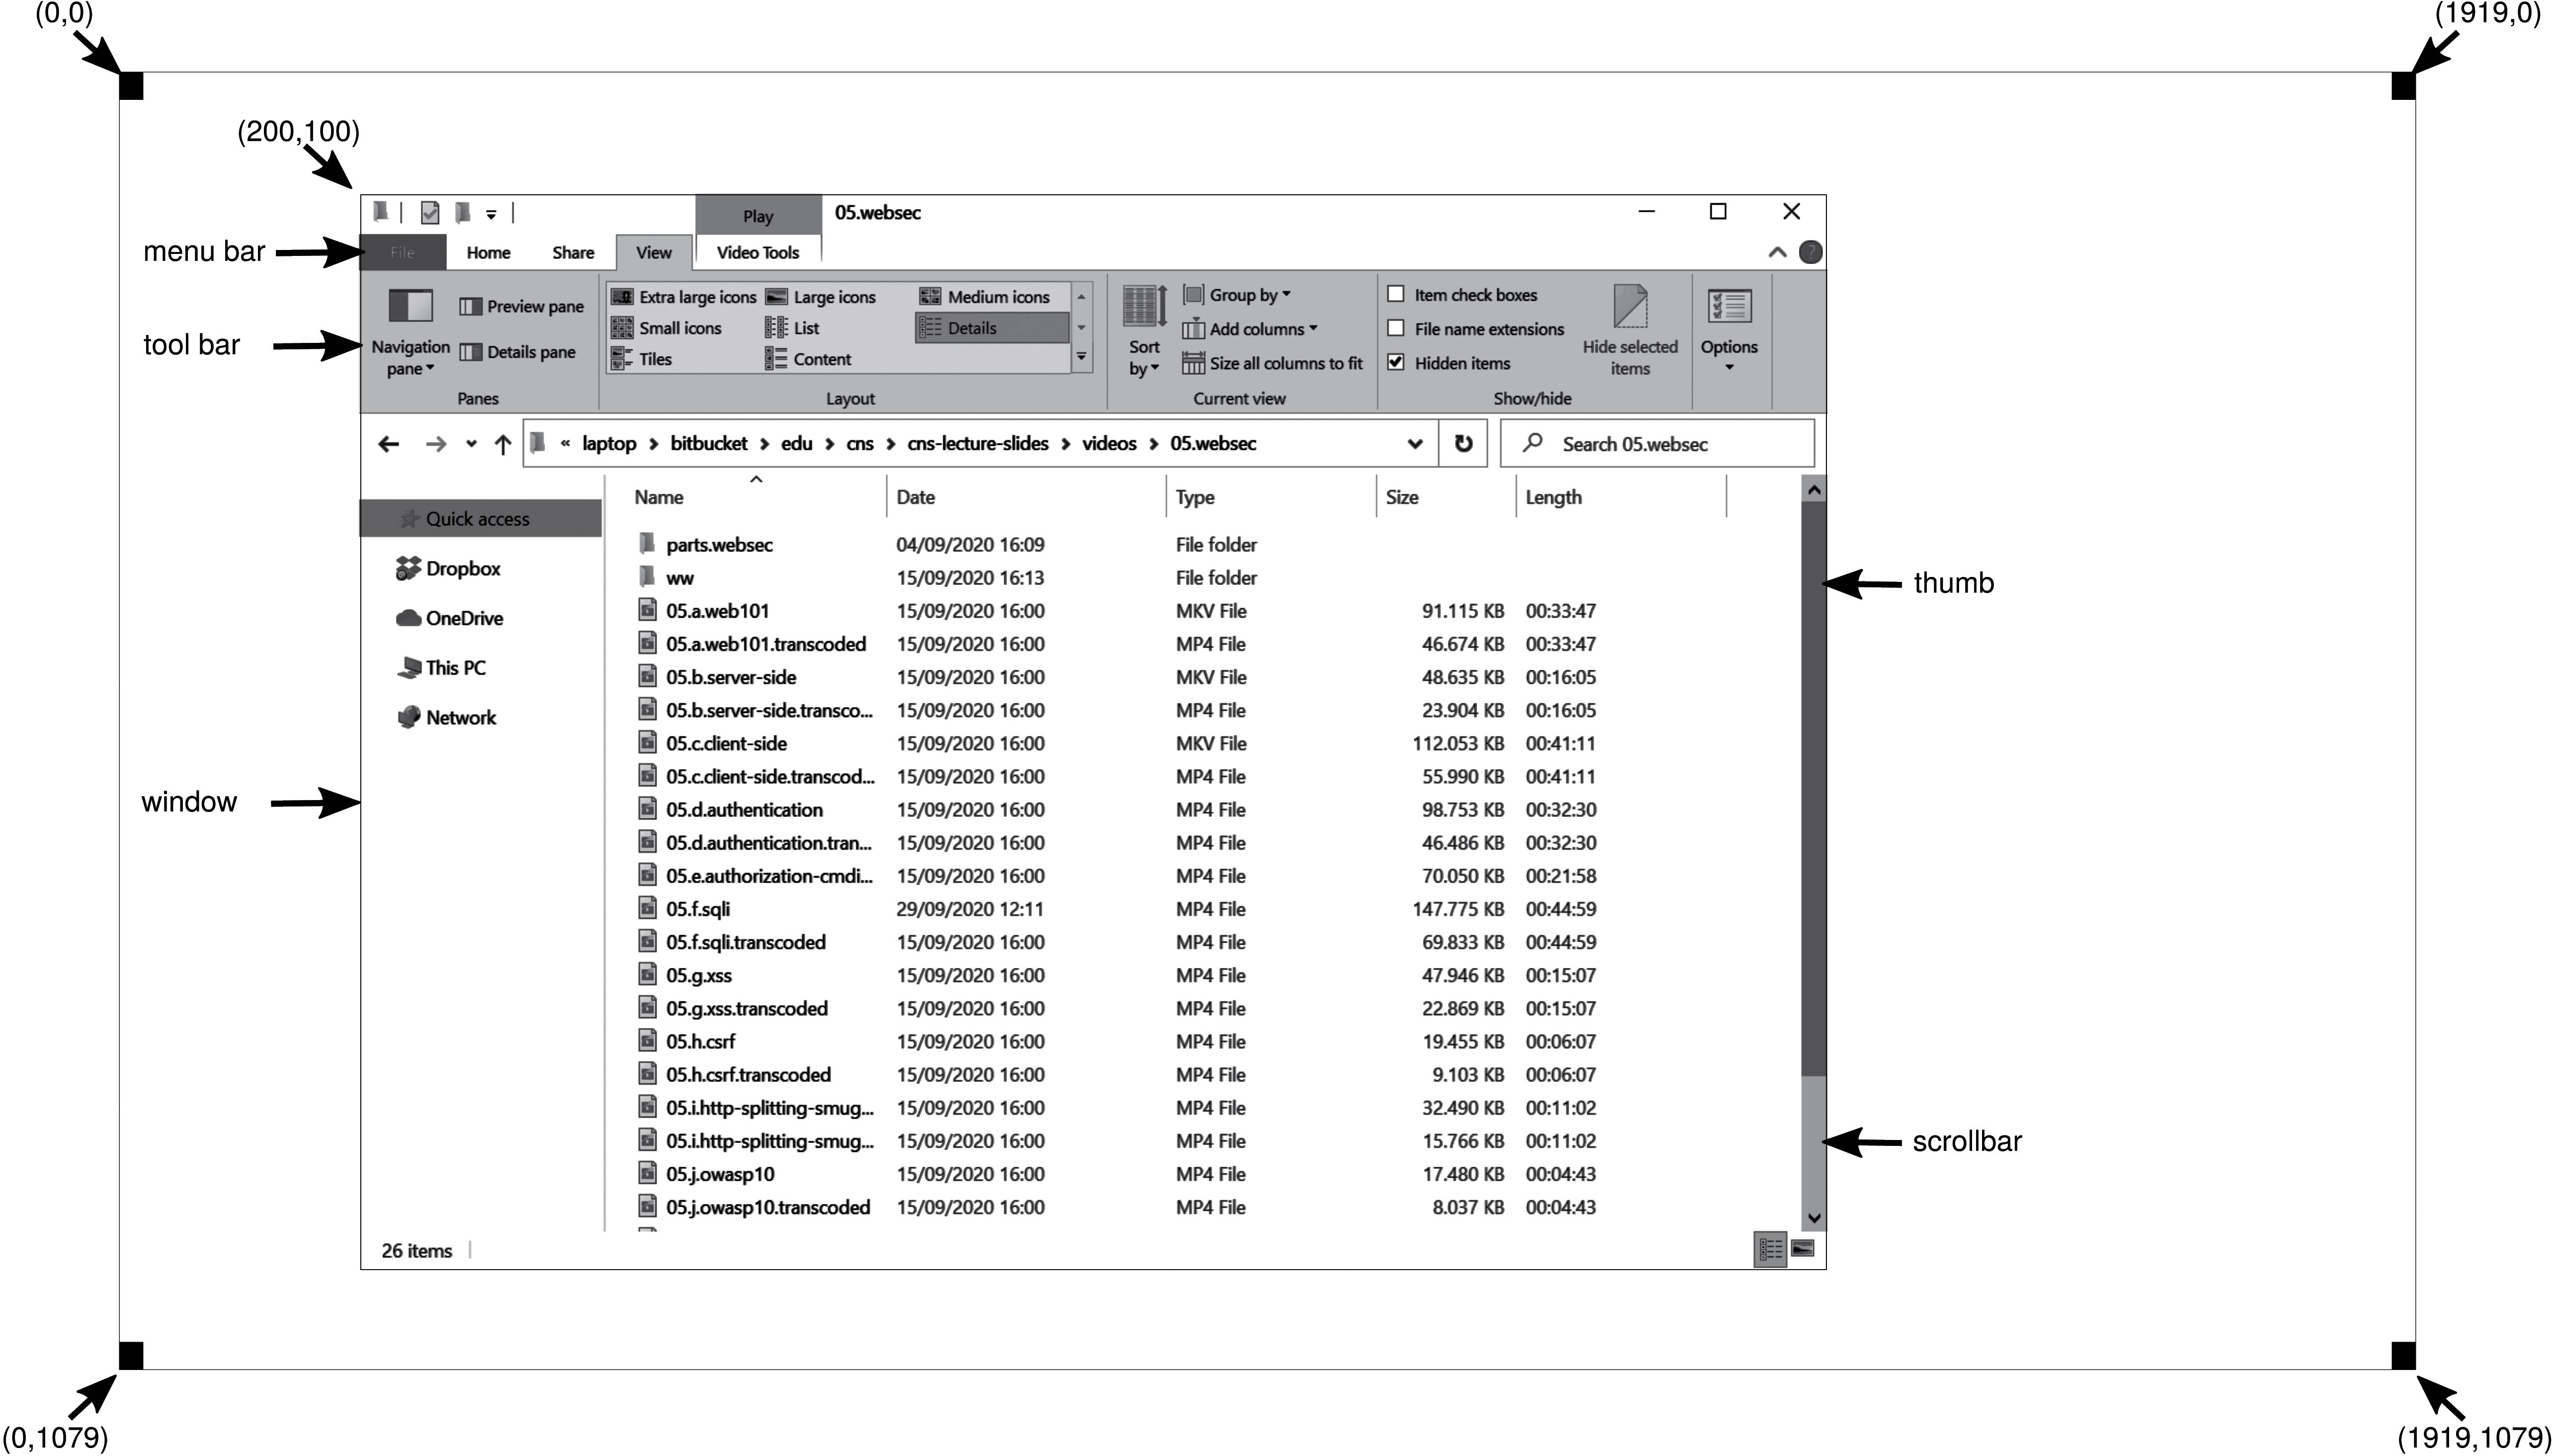 (0,0)
(1919,0)
(200,100)
Play
05.websec
menu bar
File
Home
Share
View
Video Tools
?
tool bar
Navigation pane
Preview pane
Details pane
Panes
Extra large icons
Large icons
Medium icons
Small icons
List
Details
Tiles
Content
Layout
Sort by
Group by
Add columns
Size all columns to fit
Current view
Item check boxes
File name extensions
Hidden items
Hide selected items
Show/hide
Options
« laptop > bitbucket > edu > cns > cns-lecture-slides > videos > 05.websec
Search 05.websec
Quick access
Dropbox
OneDrive
This PC
Network
window
Name Date Type Size Length
parts.websec 04/09/2020 16:09 File folder
ww 15/09/2020 16:13 File folder
05.a.web101 15/09/2020 16:00 MKV File 91.115 KB 00:33:47
05.a.web101.transcoded 15/09/2020 16:00 MP4 File 46.674 KB 00:33:47
05.b.server-side 15/09/2020 16:00 MKV File 48.635 KB 00:16:05
05.b.server-side.transco... 15/09/2020 16:00 MP4 File 23.904 KB 00:16:05
05.c.client-side 15/09/2020 16:00 MKV File 112.053 KB 00:41:11
05.c.client-side.transcod... 15/09/2020 16:00 MP4 File 55.990 KB 00:41:11
05.d.authentication 15/09/2020 16:00 MP4 File 98.753 KB 00:32:30
05.d.authentication.tran... 15/09/2020 16:00 MP4 File 46.486 KB 00:32:30
05.e.authorization-cmdi... 15/09/2020 16:00 MP4 File 70.050 KB 00:21:58
05.f.sqli 29/09/2020 12:11 MP4 File 147.775 KB 00:44:59
05.f.sqli.transcoded 15/09/2020 16:00 MP4 File 69.833 KB 00:44:59
05.g.xss 15/09/2020 16:00 MP4 File 47.946 KB 00:15:07
05.g.xss.transcoded 15/09/2020 16:00 MP4 File 22.869 KB 00:15:07
05.h.csrf 15/09/2020 16:00 MP4 File 19.455 KB 00:06:07
05.h.csrf.transcoded 15/09/2020 16:00 MP4 File 9.103 KB 00:06:07
05.i.http-splitting-smug... 15/09/2020 16:00 MP4 File 32.490 KB 00:11:02
05.i.http-splitting-smug... 15/09/2020 16:00 MP4 File 15.766 KB 00:11:02
05.j.owasp10 15/09/2020 16:00 MP4 File 17.480 KB 00:04:43
05.j.owasp10.transcoded 15/09/2020 16:00 MP4 File 8.037 KB 00:04:43
thumb
scrollbar
26 items
(0,1079)
(1919,1079)